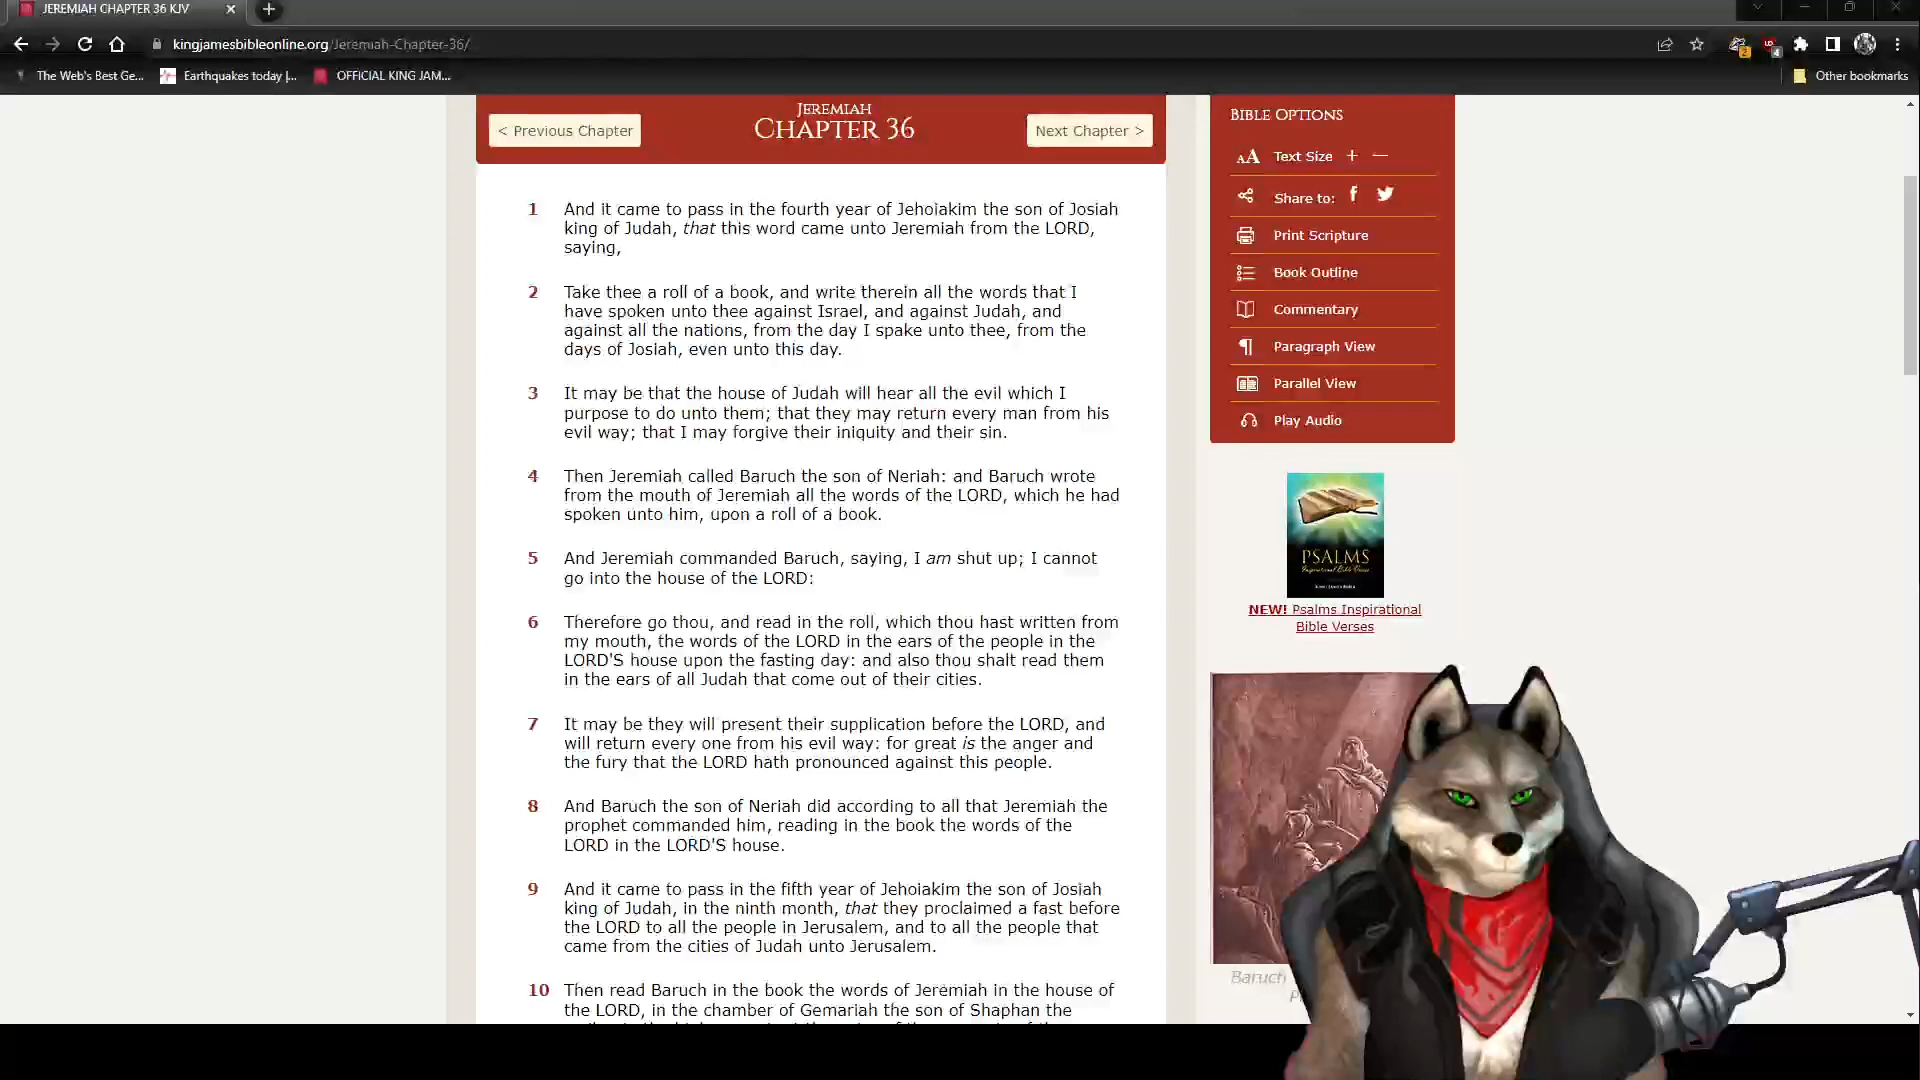 JEREMIAH CHAPTER 36 KJV
kingjamesbibleonline.org/Jeremiah-Chapter-36/
2
4
The Web's Best Ge...
Earthquakes today |...
OFFICIAL KING JAM...
Other bookmarks
JEREMIAH
CHAPTER 36
< Previous Chapter
Next Chapter >
1 And it came to pass in the fourth year of Jehoiakim the son of Josiah
king of Judah, that this word came unto Jeremiah from the LORD,
saying,
2 Take thee a roll of a book, and write therein all the words that I
have spoken unto thee against Israel, and against Judah, and
against all the nations, from the day I spake unto thee, from the
days of Josiah, even unto this day.
3 It may be that the house of Judah will hear all the evil which I
purpose to do unto them; that they may return every man from his
evil way; that I may forgive their iniquity and their sin.
4 Then Jeremiah called Baruch the son of Neriah: and Baruch wrote
from the mouth of Jeremiah all the words of the LORD, which he had
spoken unto him, upon a roll of a book.
5 And Jeremiah commanded Baruch, saying, I am shut up; I cannot
go into the house of the LORD:
6 Therefore go thou, and read in the roll, which thou hast written from
my mouth, the words of the LORD in the ears of the people in the
LORD'S house upon the fasting day: and also thou shalt read them
in the ears of all Judah that come out of their cities.
7 It may be they will present their supplication before the LORD, and
will return every one from his evil way: for great is the anger and
the fury that the LORD hath pronounced against this people.
8 And Baruch the son of Neriah did according to all that Jeremiah the
prophet commanded him, reading in the book the words of the
LORD in the LORD'S house.
9 And it came to pass in the fifth year of Jehoiakim the son of Josiah
king of Judah, in the ninth month, that they proclaimed a fast before
the LORD to all the people in Jerusalem, and to all the people that
came from the cities of Judah unto Jerusalem.
10 Then read Baruch in the book the words of Jeremiah in the house of
the LORD, in the chamber of Gemariah the son of Shaphan the
BIBLE OPTIONS
AA Text Size + —
Share to:
Print Scripture
Book Outline
Commentary
Paragraph View
Parallel View
Play Audio
PSALMS
NEW! Psalms Inspirational
Bible Verses
Baruch